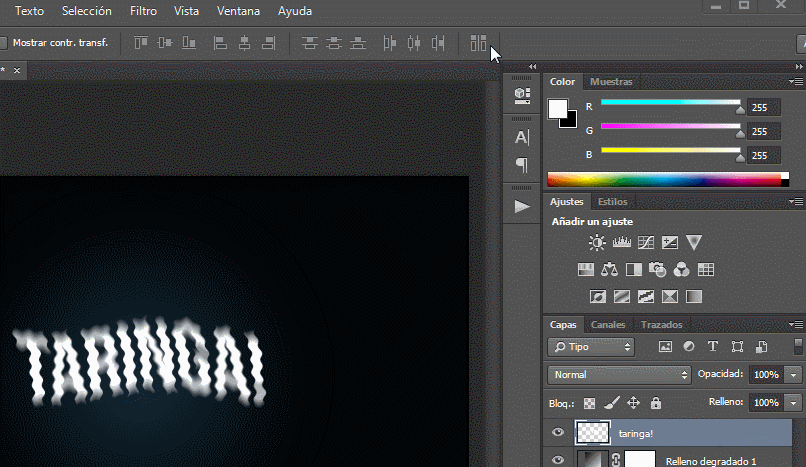 Texto Selección Filtro Vista Ventana Ayuda
Mostrar contr. transf.
* ×
Color Muestras
R 255
G 255
B 255
Ajustes Estilos
Añadir un ajuste
Capas Canales Trazados
Tipo
Normal Opacidad: 100%
Bloq.: Relleno: 100%
taringa!
Relleno degradado 1
TARINGA!